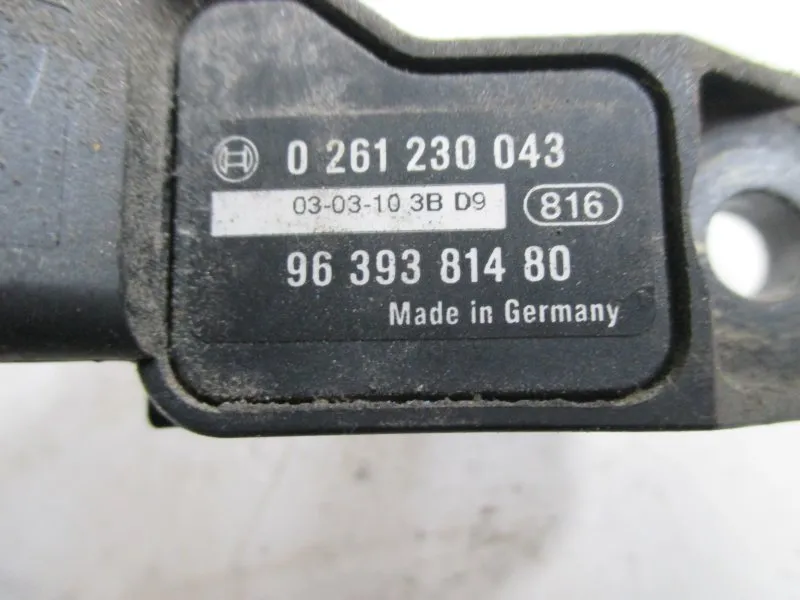 0 261 230 043
03-03-10 3B D9 816
96 393 814 80
Made in Germany